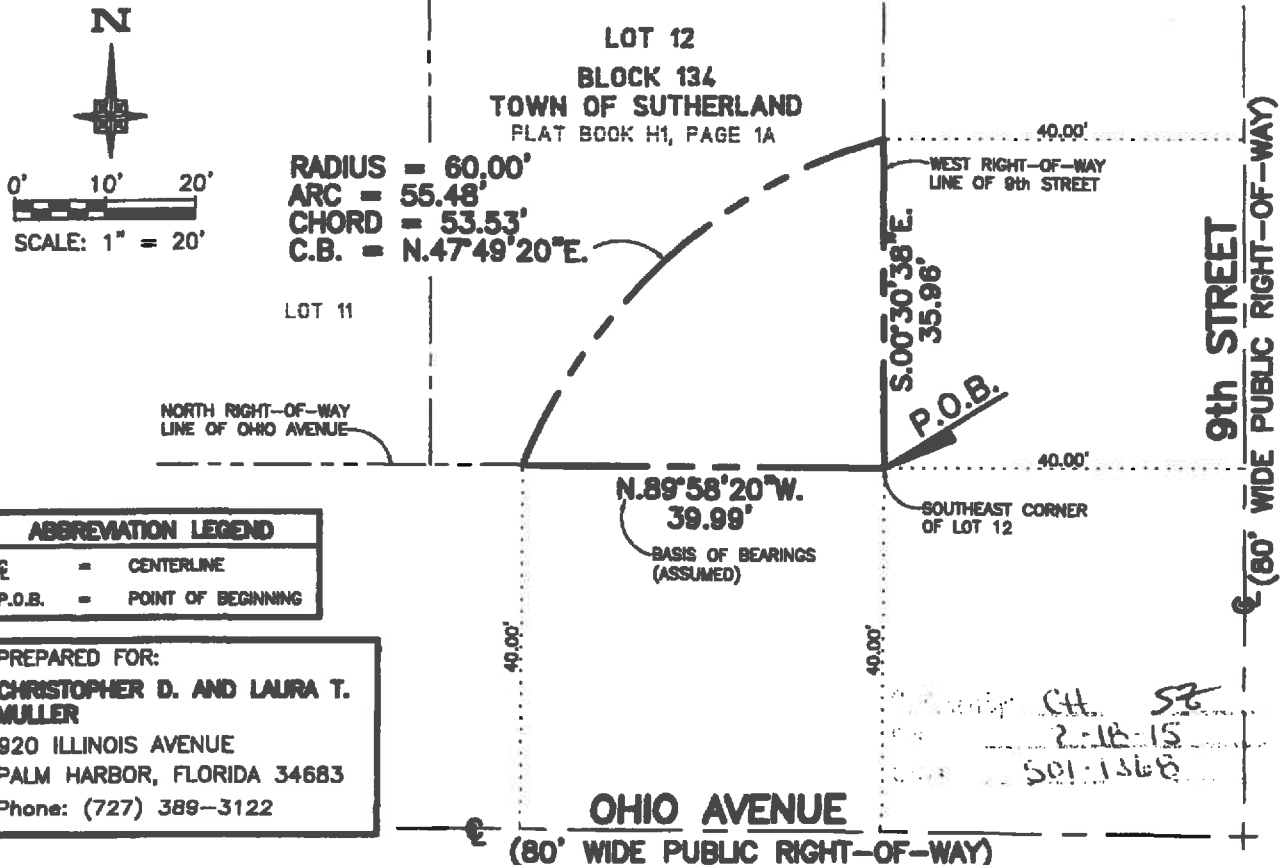 N
0' 10' 20'
SCALE: 1" = 20'
LOT 12
BLOCK 134
TOWN OF SUTHERLAND
PLAT BOOK H1, PAGE 1A
RADIUS = 60.00'
ARC = 55.48'
CHORD = 53.53'
C.B. = N.47°49'20"E.
LOT 11
40.00'
WEST RIGHT-OF-WAY
LINE OF 9th STREET
S.00°30'38"E.
35.96'
9th STREET
(80' WIDE PUBLIC RIGHT-OF-WAY)
P.O.B.
40.00'
NORTH RIGHT-OF-WAY
LINE OF OHIO AVENUE
N.89°58'20"W.
39.99'
BASIS OF BEARINGS
(ASSUMED)
SOUTHEAST CORNER
OF LOT 12
ABBREVIATION LEGEND
℄ = CENTERLINE
P.O.B. = POINT OF BEGINNING
℄
40.00'
40.00'
PREPARED FOR:
CHRISTOPHER D. AND LAURA T.
MULLER
920 ILLINOIS AVENUE
PALM HARBOR, FLORIDA 34683
Phone: (727) 389-3122
CH SZ
2-18-15
501-1368
OHIO AVENUE
℄
(80' WIDE PUBLIC RIGHT-OF-WAY)